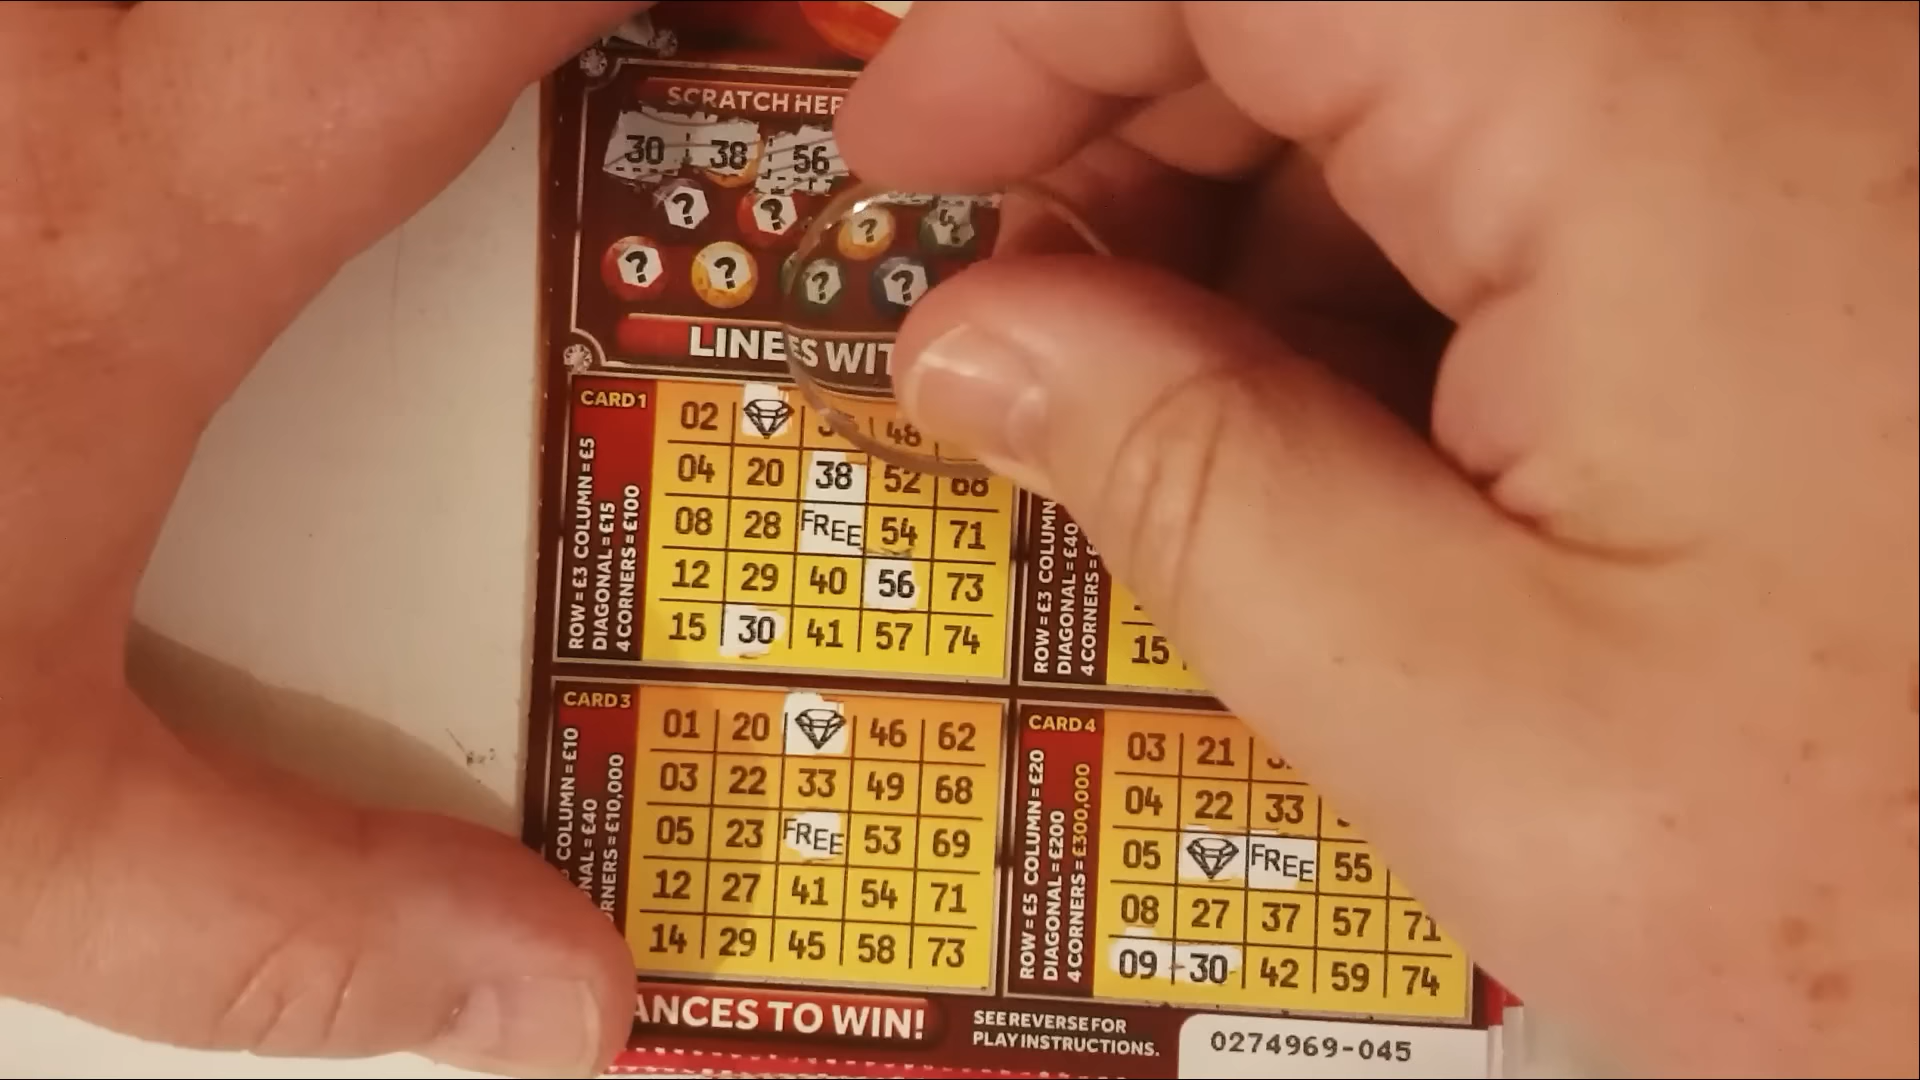 SCRATCH HER
30 38 56
? ? ? ?
? ? ? ?
LINES WIT
CARD 1
ROW = £3 COLUMN = £5
DIAGONAL = £15
4 CORNERS = £100
02 48
04 20 38 52 68
08 28 FREE 54 71
12 29 40 56 73
15 30 41 57 74
ROW = £3 COLUMN
DIAGONAL = £40
4 CORNERS =
15
CARD 3
COLUMN = £10
= £40
= £10,000
01 20 46 62
03 22 33 49 68
05 23 FREE 53 69
12 27 41 54 71
14 29 45 58 73
CARD 4
ROW = £5 COLUMN = £20
DIAGONAL = £200
4 CORNERS = £300,000
03 21
04 22 33
05 FREE 55
08 27 37 57 71
09 30 42 59 74
ANCES TO WIN!
SEE REVERSE FOR
PLAY INSTRUCTIONS.
0274969-045